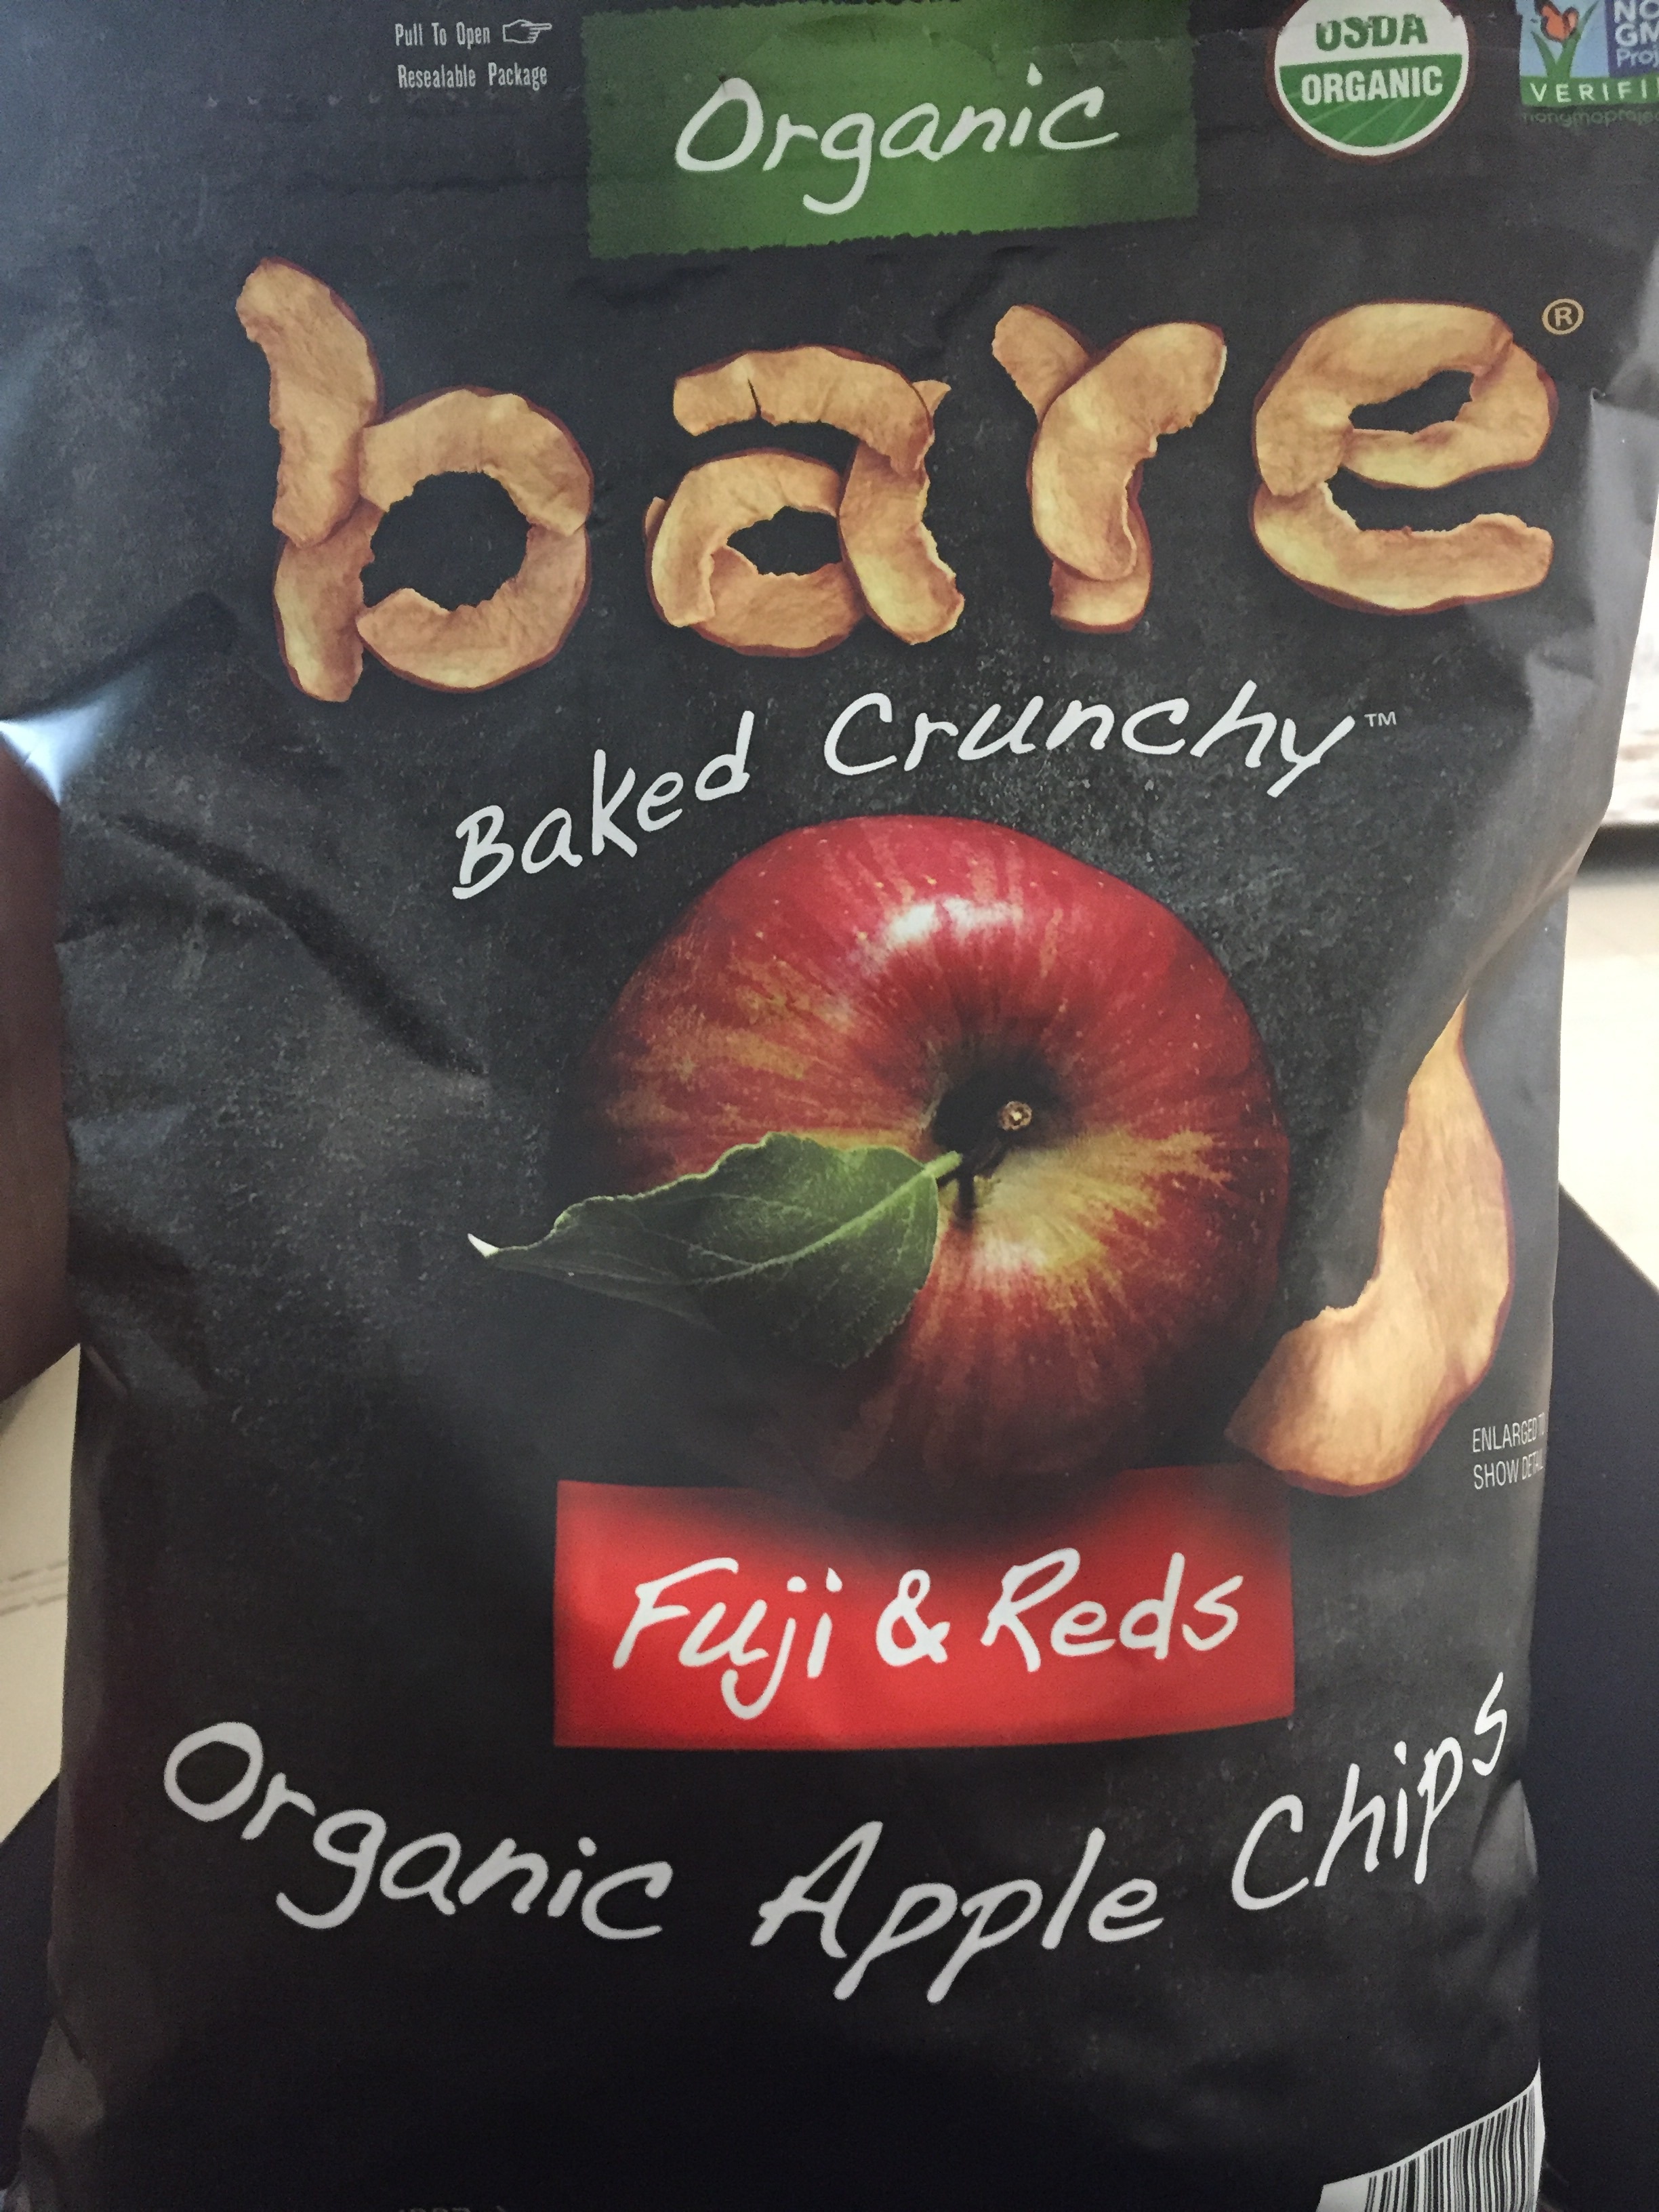 Pull To Open
Resealable Package
Organic
USDA
ORGANIC
VERIFI
bare®
Baked Crunchy™
ENLARGED TO
SHOW DETAIL
Fuji & Reds
Organic Apple Chips